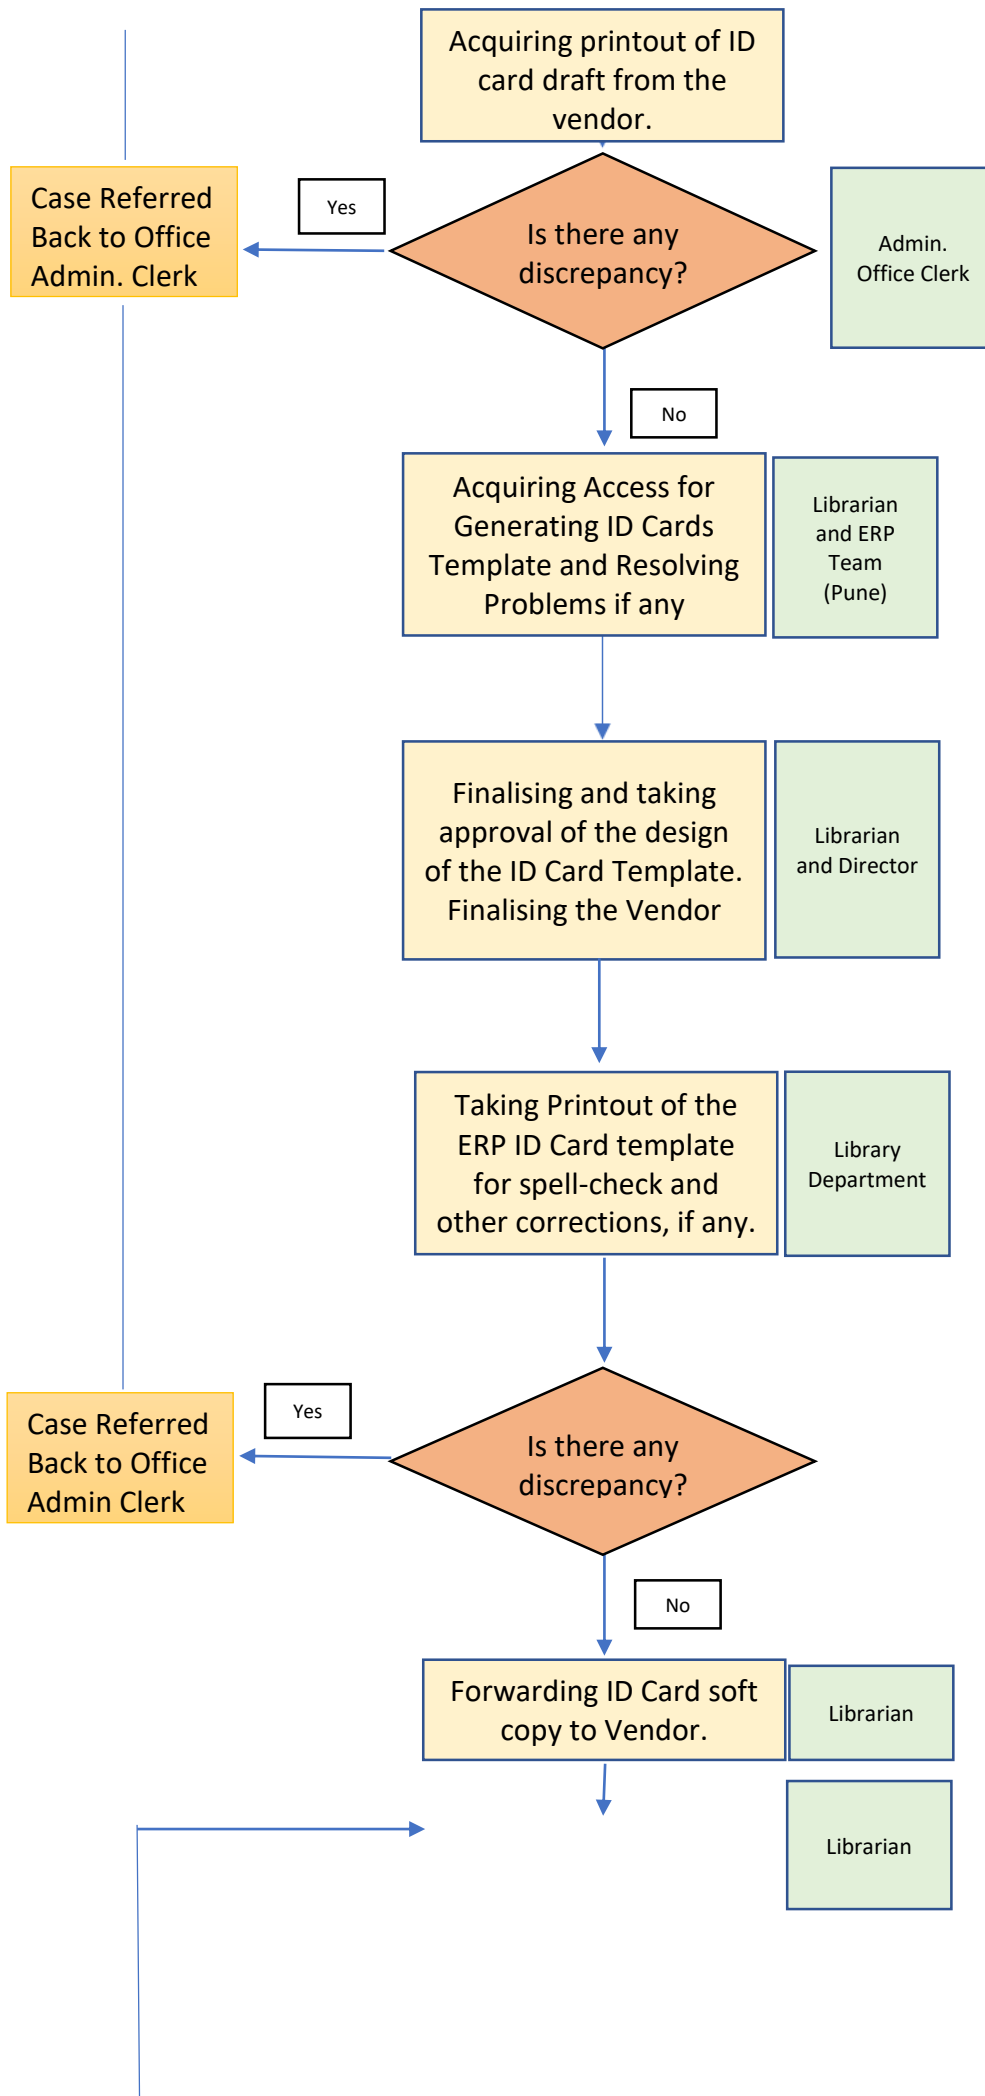 Acquiring printout of ID
card draft from the
vendor.
Case Referred
Back to Office
Admin. Clerk
Yes
Is there any
discrepancy?
Admin.
Office Clerk
No
Acquiring Access for
Generating ID Cards
Template and Resolving
Problems if any
Librarian
and ERP
Team
(Pune)
Finalising and taking
approval of the design
of the ID Card Template.
Finalising the Vendor
Librarian
and Director
Taking Printout of the
ERP ID Card template
for spell-check and
other corrections, if any.
Library
Department
Case Referred
Back to Office
Admin Clerk
Yes
Is there any
discrepancy?
No
Forwarding ID Card soft
copy to Vendor.
Librarian
Librarian